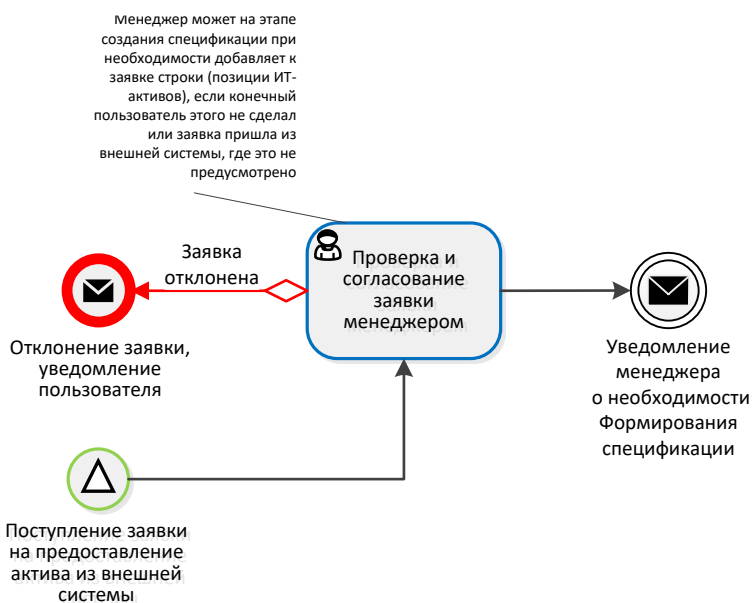 Менеджер может на этапе
создания спецификации при
необходимости добавляет к
заявке строки (позиции ИТ-
активов), если конечный
пользователь этого не сделал
или заявка пришла из
внешней системы, где это не
предусмотрено
Заявка
отклонена
Проверка и
согласование
заявки
менеджером
Отклонение заявки,
уведомление
пользователя
Уведомление
менеджера
о необходимости
Формирования
спецификации
Поступление заявки
на предоставление
актива из внешней
системы